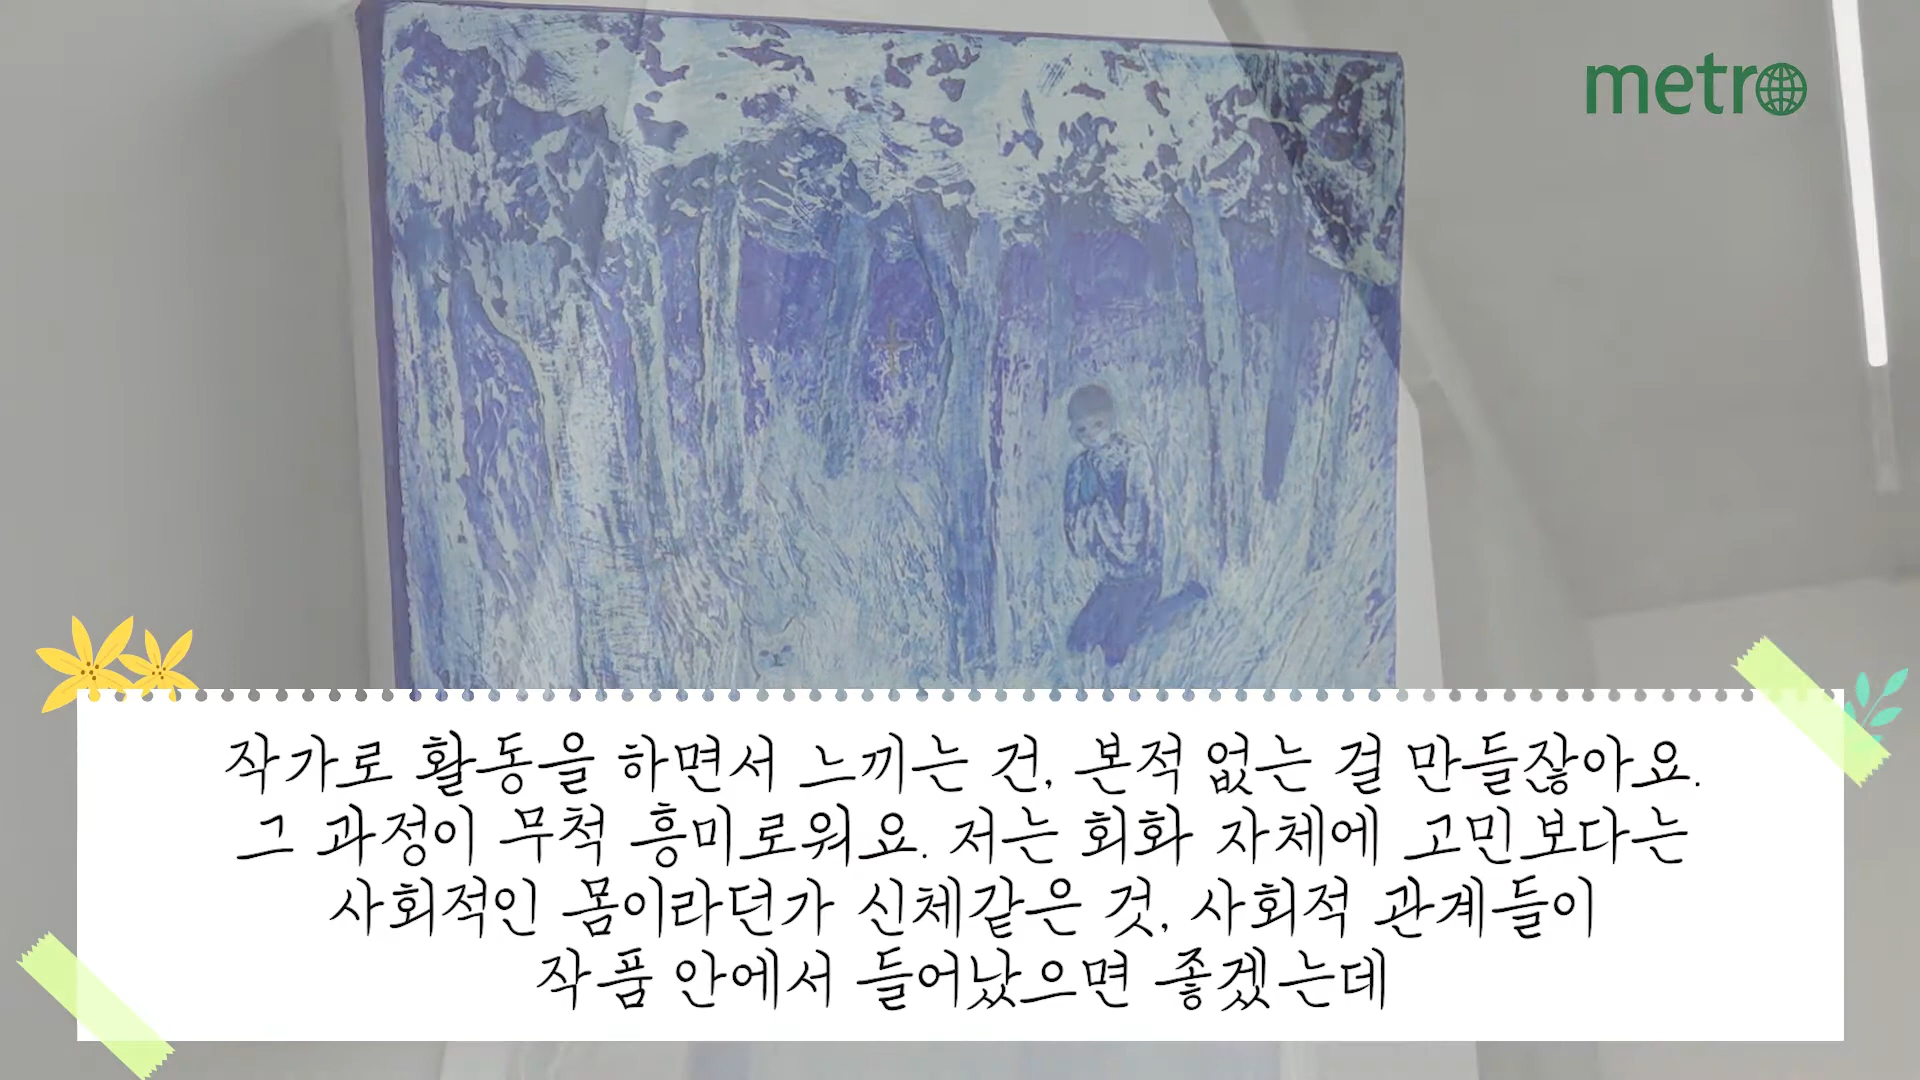 metro
작가로 활동을 하면서 느끼는 건, 본적 없는 걸 만들잖아요.
그 과정이 무척 흥미로워요. 저는 회화 자체에 고민보다는
사회적인 몸이라던가 신체같은 것, 사회적 관계들이
작품 안에서 들어났으면 좋겠는데